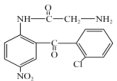 O
NH—C—CH₂—NH₂
C=O
Cl
NO₂